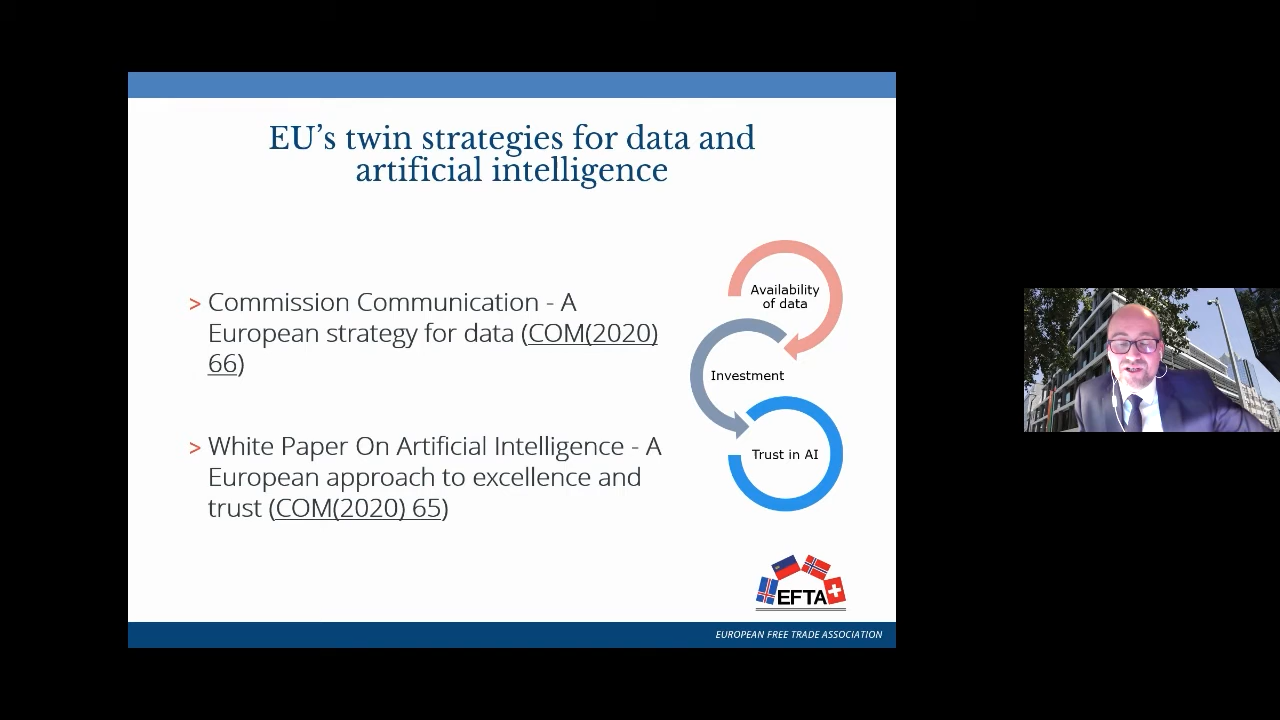 EU's twin strategies for data and
artificial intelligence
> Commission Communication - A
European strategy for data (COM(2020)
66)
> White Paper On Artificial Intelligence - A
European approach to excellence and
trust (COM(2020) 65)
Availability
of data
Investment
Trust in AI
EFTA
EUROPEAN FREE TRADE ASSOCIATION